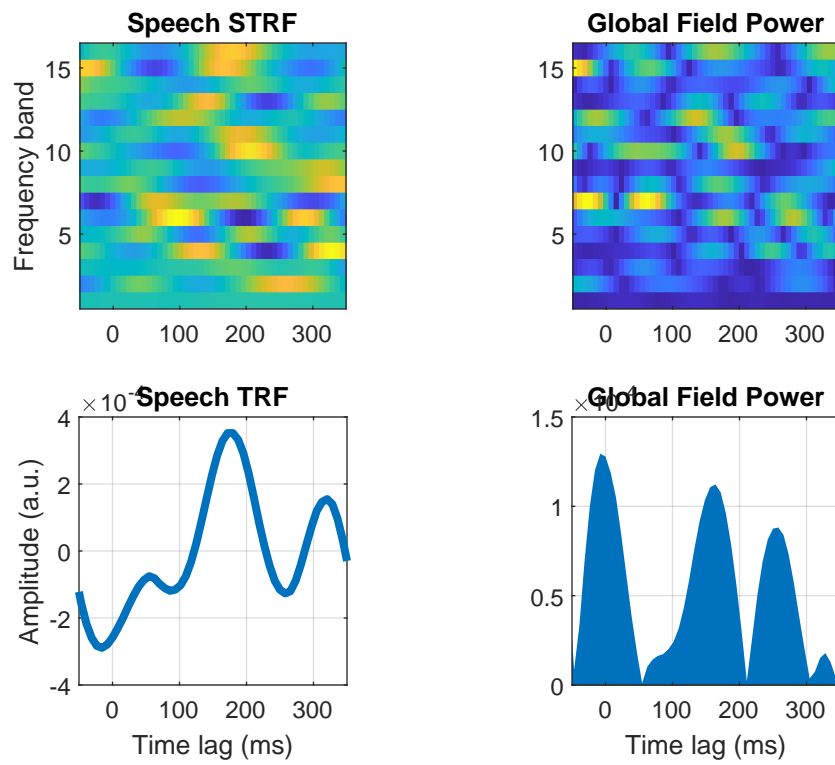 Speech STRF
15
10
5
Frequency band
0 100 200 300
Global Field Power
15
10
5
0 100 200 300
Speech TRF
× 10^-4
4
2
0
-2
-4
Amplitude (a.u.)
0 100 200 300
Time lag (ms)
Global Field Power
1.5
1
0.5
0
0 100 200 300
Time lag (ms)